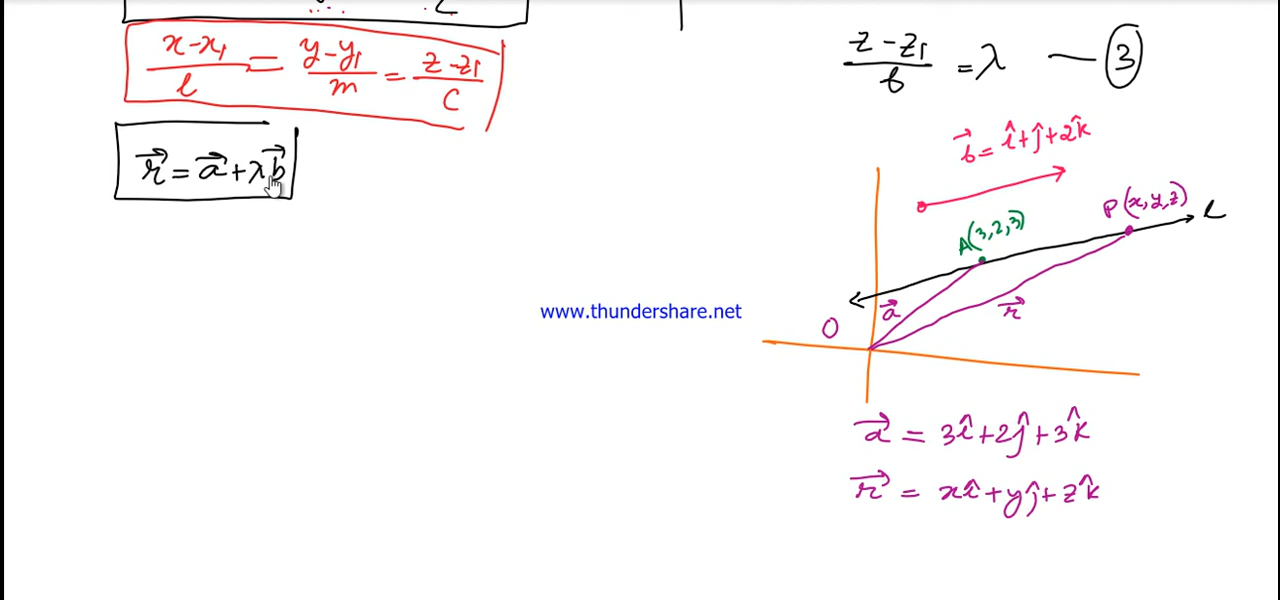 x-x₁/l = y-y₁/m = z-z₁/c
r⃗ = a⃗ + λb⃗
z-z₁/b = λ — ③
b⃗ = î+ĵ+2k̂
P(x,y,z)
L
A(3,2,3)
a⃗
r⃗
O
www.thundershare.net
a⃗ = 3î+2ĵ+3k̂
r⃗ = xî+yĵ+zk̂